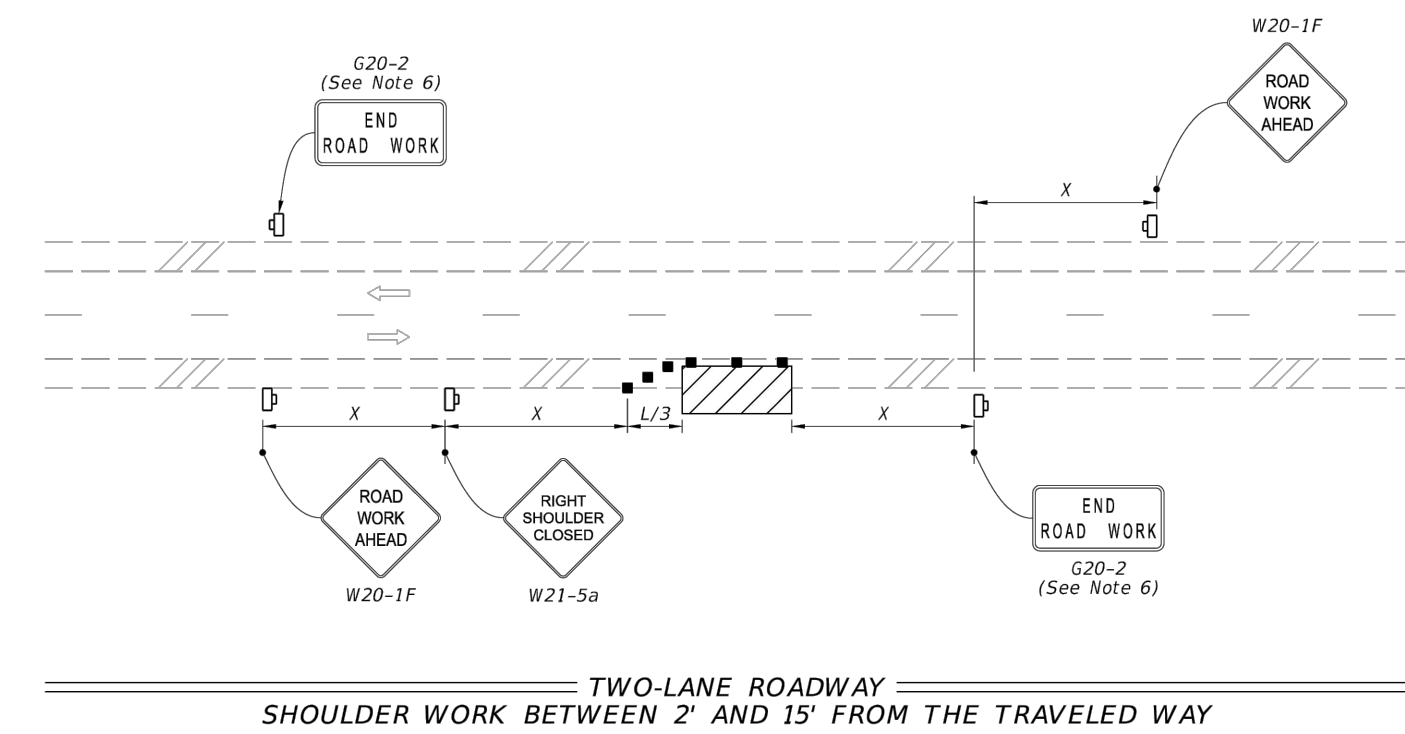 W20-1F
ROAD
WORK
AHEAD
G20-2
(See Note 6)
END
ROAD WORK
X
X
X
L/3
X
ROAD
WORK
AHEAD
W20-1F
RIGHT
SHOULDER
CLOSED
W21-5a
END
ROAD WORK
G20-2
(See Note 6)
TWO-LANE ROADWAY
SHOULDER WORK BETWEEN 2' AND 15' FROM THE TRAVELED WAY